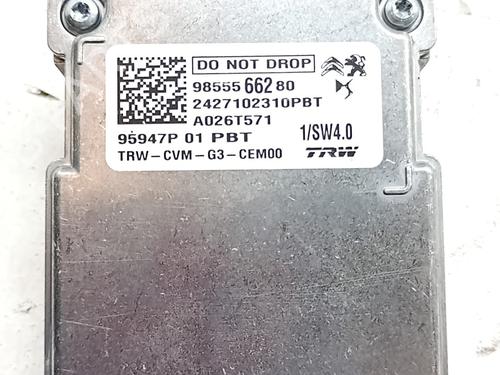 DO NOT DROP
98555 662 80
2427102310PBT
A026T571
95947P 01 PBT 1/SW4.0
TRW-CVM-G3-CEM00 TRW